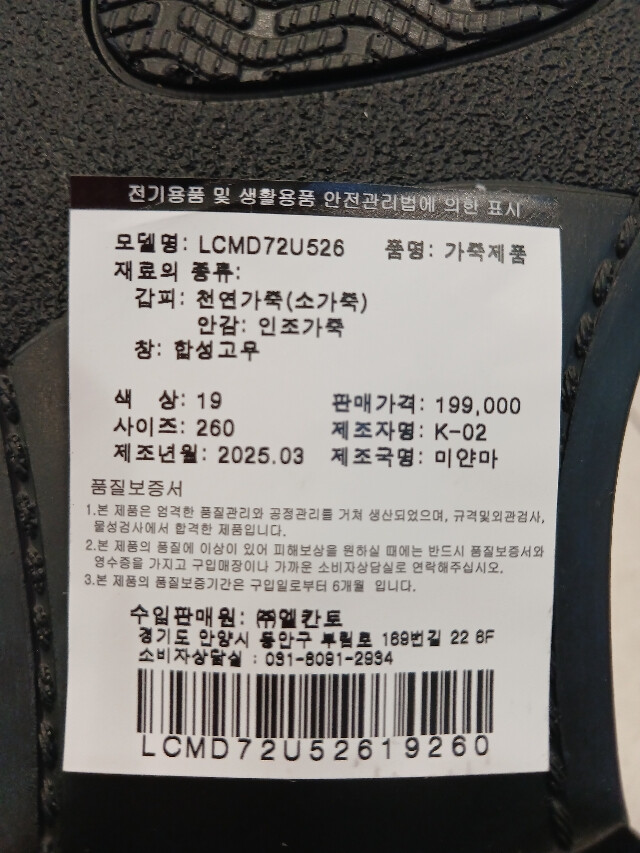 전기용품 및 생활용품 안전관리법에 의한 표시
모델명: LCMD72U526 품명: 가죽제품
재료의 종류:
갑피: 천연가죽(소가죽)
안감: 인조가죽
창: 합성고무
색 상: 19 판매가격: 199,000
사이즈: 260 제조자명: K-02
제조년월: 2025.03 제조국명: 미얀마
품질보증서
1.본 제품은 엄격한 품질관리와 공정관리를 거쳐 생산되었으며, 규격및외관검사,
물성검사에서 합격한 제품입니다.
2.본 제품의 품질에 이상이 있어 피해보상을 원하실 때에는 반드시 품질보증서와
영수증을 가지고 구입매장이나 가까운 소비자상담실로 연락해주십시오.
3.본 제품의 품질보증기간은 구입일로부터 6개월 입니다.
수입판매원: ㈜엘칸토
경기도 안양시 동안구 부림로 169번길 22 6F
소비자상담실 : 031-8091-2934
LCMD72U52619260